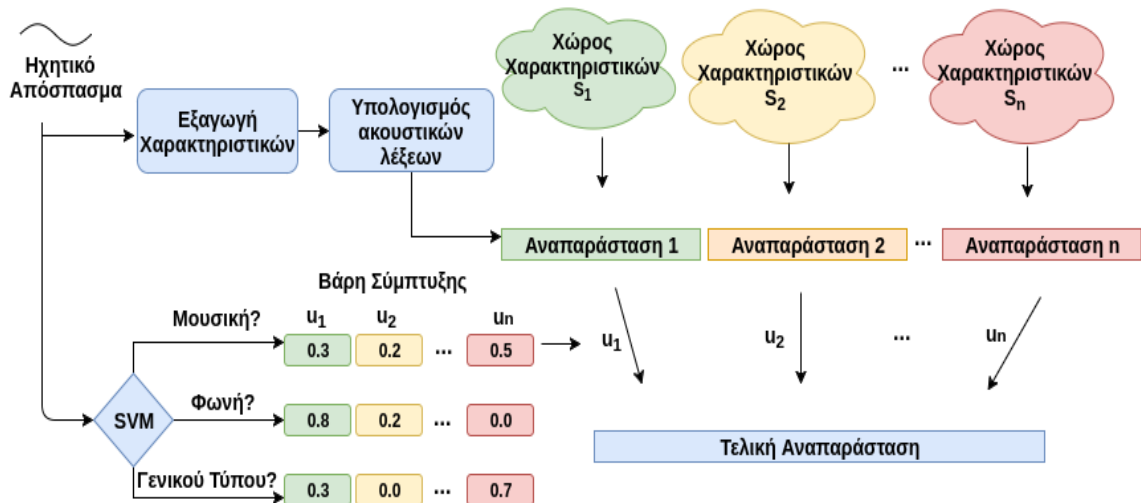 Ηχητικό
Απόσπασμα
Εξαγωγή
Χαρακτηριστικών
Υπολογισμός
ακουστικών
λέξεων
Χώρος
Χαρακτηριστικών
S1
Χώρος
Χαρακτηριστικών
S2
...
Χώρος
Χαρακτηριστικών
Sn
Αναπαράσταση 1
Αναπαράσταση 2
...
Αναπαράσταση n
Βάρη Σύμπτυξης
u1
u2
un
Μουσική?
0.3
0.2
...
0.5
u1
u2
...
un
SVM
Φωνή?
0.8
0.2
...
0.0
Τελική Αναπαράσταση
Γενικού Τύπου?
0.3
0.0
...
0.7